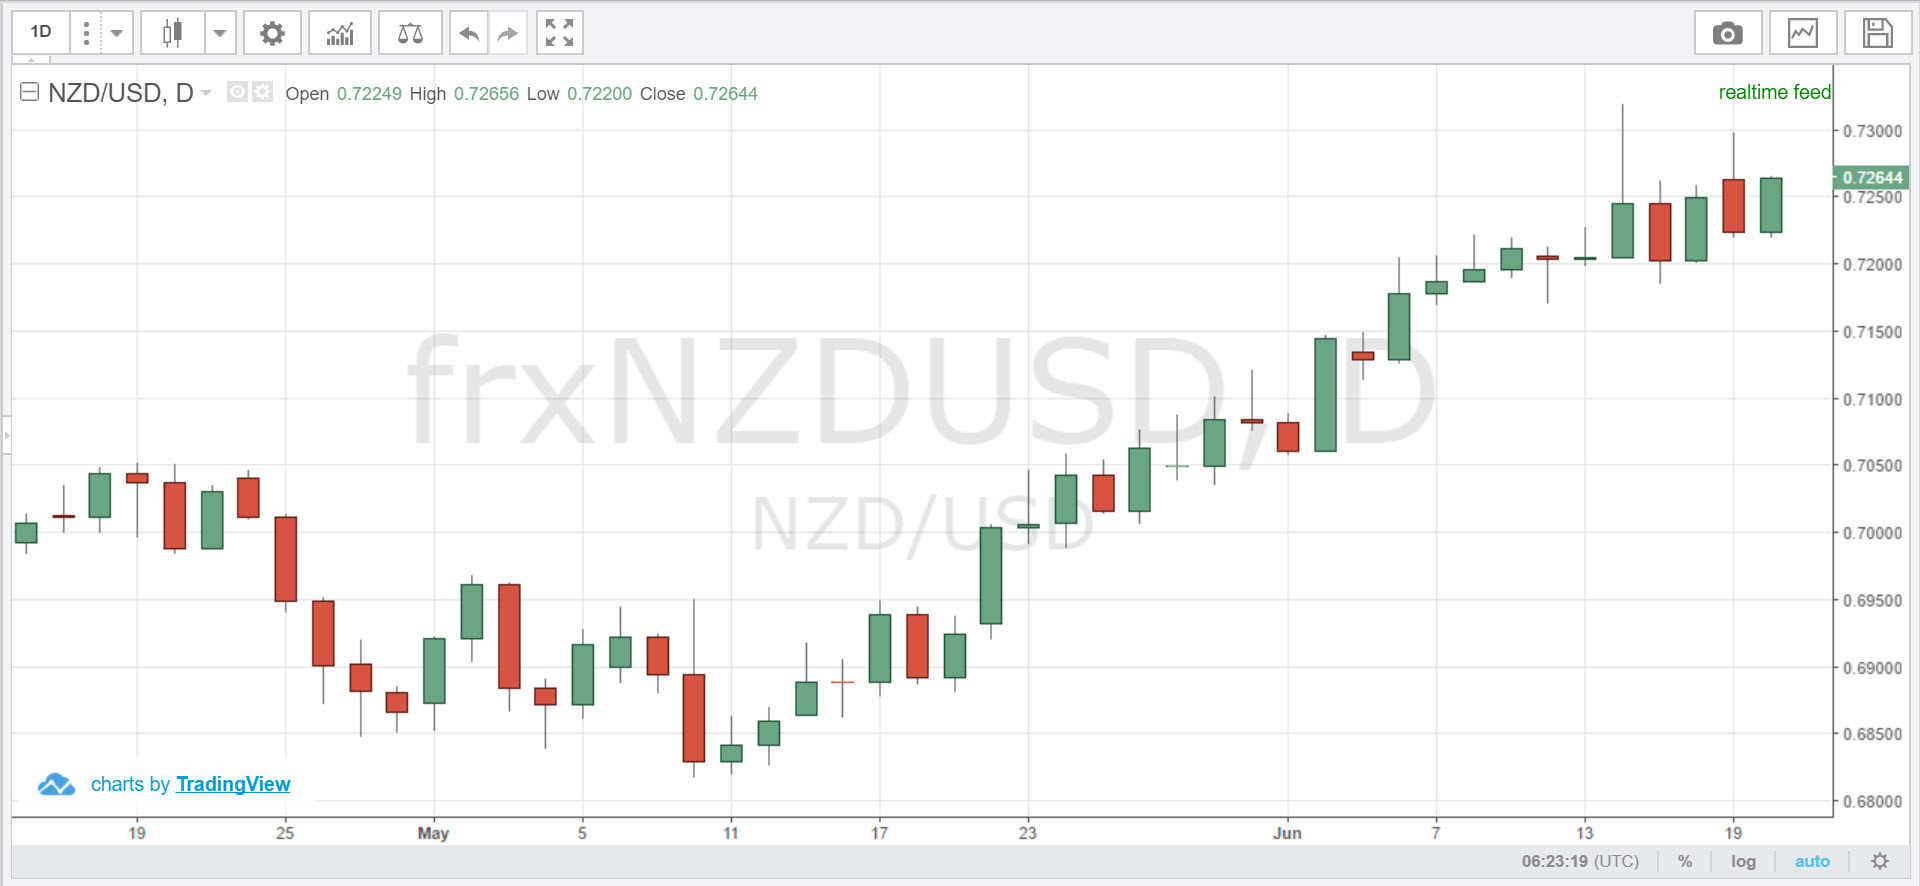 1D
NZD/USD, D Open 0.72249 High 0.72656 Low 0.72200 Close 0.72644
realtime feed
0.73000
0.72644
0.72500
0.72000
0.71500
0.71000
0.70500
0.70000
0.69500
0.69000
0.68500
0.68000
frxNZDUSD, D
NZD/USD
charts by TradingView
19 25 May 5 11 17 23 Jun 7 13 19
06:23:19 (UTC) % log auto